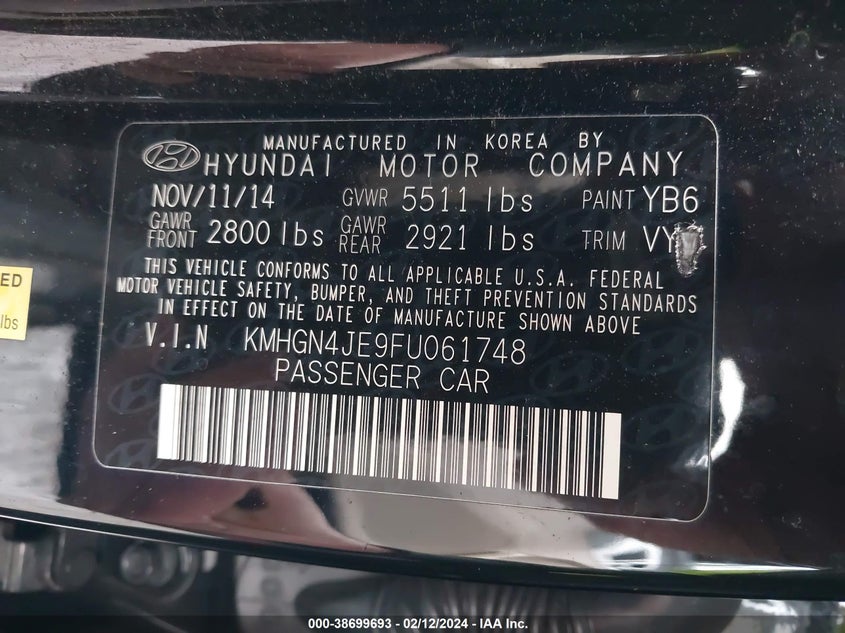 MANUFACTURED IN KOREA BY
HYUNDAI MOTOR COMPANY
NOV/11/14 GVWR 5511 lbs PAINT YB6
GAWR FRONT 2800 lbs GAWR REAR 2921 lbs TRIM VY
THIS VEHICLE CONFORMS TO ALL APPLICABLE U.S.A. FEDERAL
MOTOR VEHICLE SAFETY, BUMPER, AND THEFT PREVENTION STANDARDS
IN EFFECT ON THE DATE OF MANUFACTURE SHOWN ABOVE
V.I.N KMHGN4JE9FU061748
PASSENGER CAR
ED
lbs
000-38699693 - 02/12/2024 - IAA Inc.